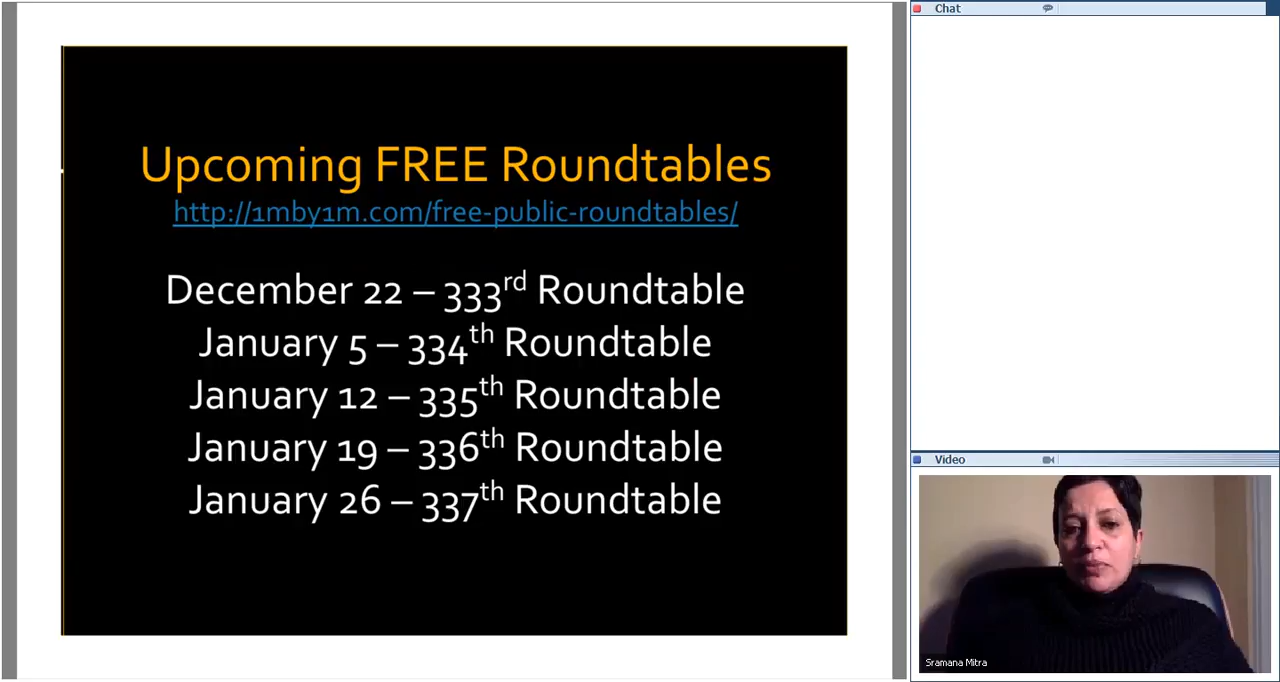 Upcoming FREE Roundtables
http://1mby1m.com/free-public-roundtables/
December 22 – 333rd Roundtable
January 5 – 334th Roundtable
January 12 – 335th Roundtable
January 19 – 336th Roundtable
January 26 – 337th Roundtable
Chat
Video
Sramana Mitra